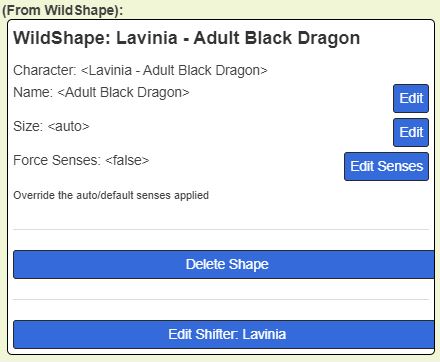 (From WildShape):
WildShape: Lavinia - Adult Black Dragon
Character: <Lavinia - Adult Black Dragon>
Name: <Adult Black Dragon>
Edit
Size: <auto>
Edit
Force Senses: <false>
Edit Senses
Override the auto/default senses applied
Delete Shape
Edit Shifter: Lavinia